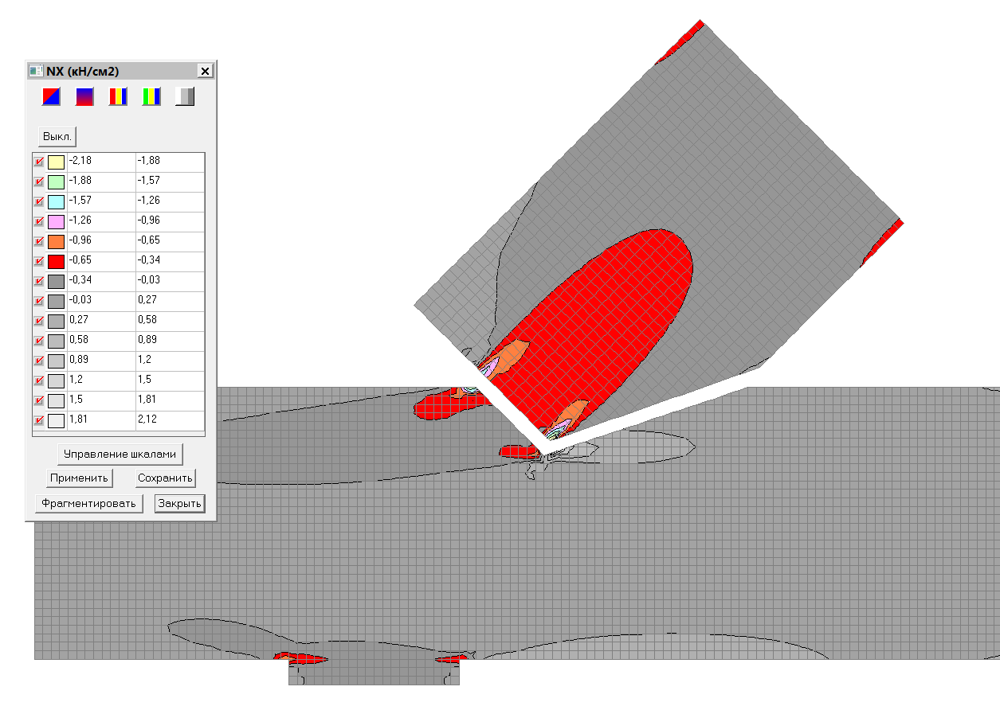 NX (кН/см2)
Выкл.
-2,18 -1,88
-1,88 -1,57
-1,57 -1,26
-1,26 -0,96
-0,96 -0,65
-0,65 -0,34
-0,34 -0,03
-0,03 0,27
0,27 0,58
0,58 0,89
0,89 1,2
1,2 1,5
1,5 1,81
1,81 2,12
Управление шкалами
Применить Сохранить
Фрагментировать Закрыть